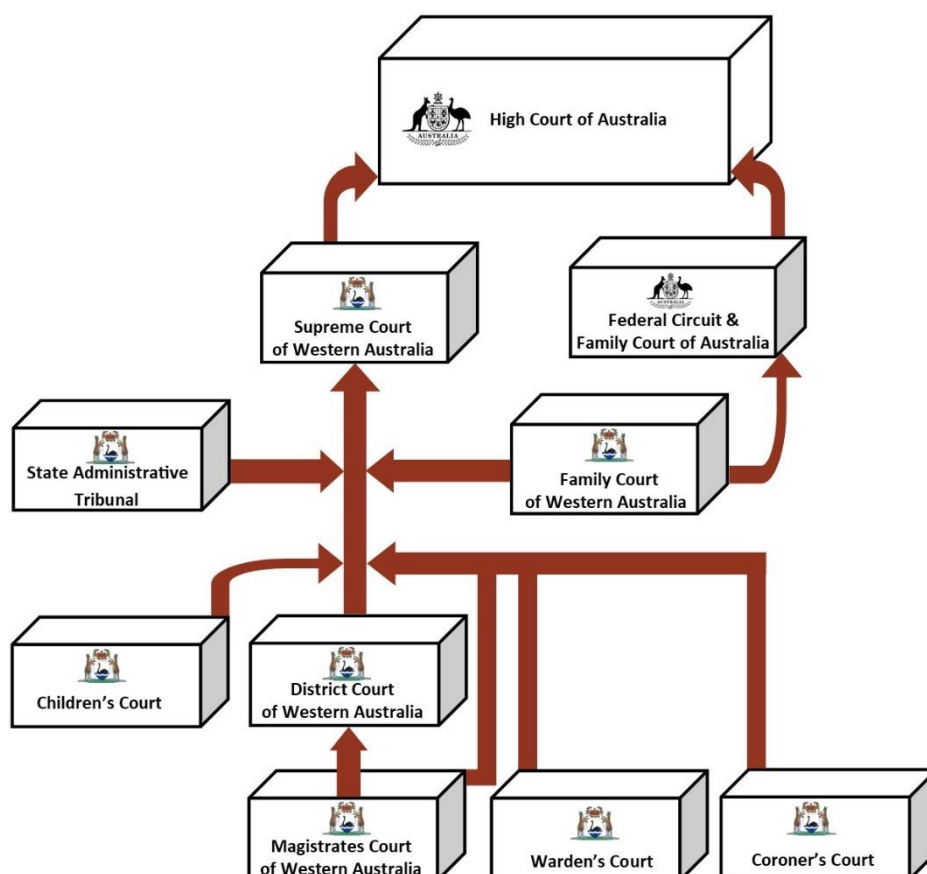 AUSTRALIA
High Court of Australia
Supreme Court
of Western Australia
AUSTRALIA
Federal Circuit &
Family Court of Australia
State Administrative
Tribunal
Family Court
of Western Australia
Children’s Court
District Court
of Western Australia
Magistrates Court
of Western Australia
Warden’s Court
Coroner’s Court